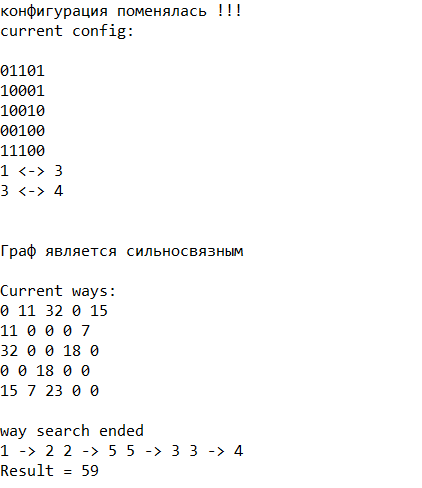 конфигурация поменялась !!!
current config:
01101
10001
10010
00100
11100
1 <-> 3
3 <-> 4
Граф является сильносвязным
Current ways:
0 11 32 0 15
11 0 0 0 7
32 0 0 18 0
0 0 18 0 0
15 7 23 0 0
way search ended
1 -> 2 2 -> 5 5 -> 3 3 -> 4
Result = 59